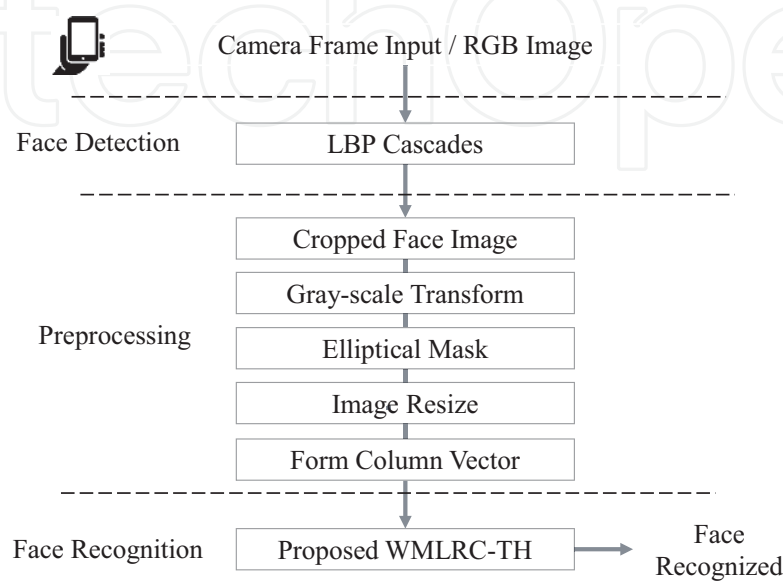 Camera Frame Input / RGB Image
Face Detection
LBP Cascades
Cropped Face Image
Gray-scale Transform
Preprocessing
Elliptical Mask
Image Resize
Form Column Vector
Face Recognition
Proposed WMLRC-TH
Face
Recognized